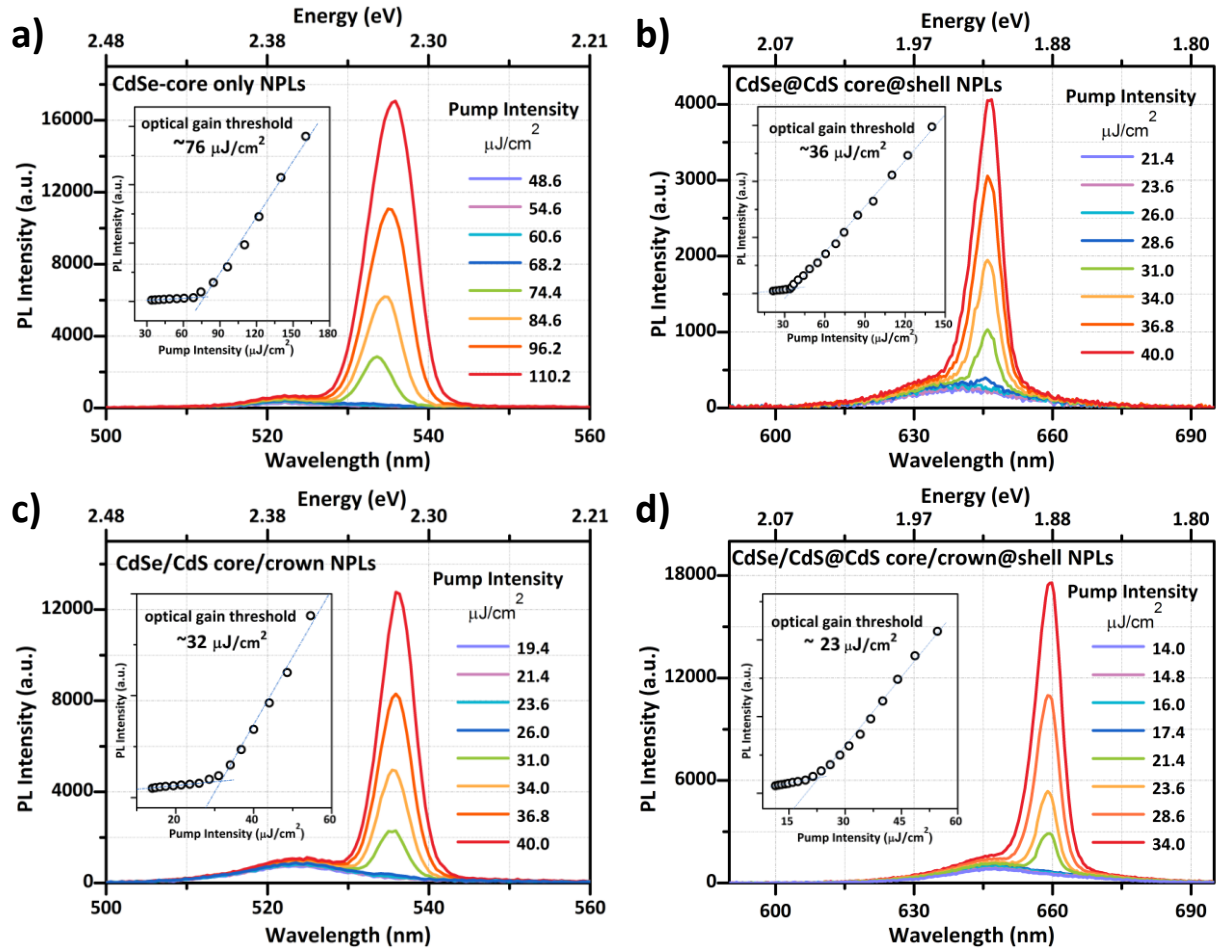 a)
Energy (eV)
2.48 2.38 2.30 2.21
CdSe-core only NPLs
optical gain threshold
~76 μJ/cm²
PL Intensity (a.u.)
30 60 90 120 150 180
Pump Intensity (μJ/cm²)
Pump Intensity
μJ/cm²
48.6
54.6
60.6
68.2
74.4
84.6
96.2
110.2
PL Intensity (a.u.)
16000
12000
8000
4000
0
500 520 540 560
Wavelength (nm)
b)
Energy (eV)
2.07 1.97 1.88 1.80
CdSe@CdS core@shell NPLs
optical gain threshold
~36 μJ/cm²
PL Intensity (a.u.)
30 60 90 120 150
Pump Intensity (μJ/cm²)
Pump Intensity
μJ/cm²
21.4
23.6
26.0
28.6
31.0
34.0
36.8
40.0
PL Intensity (a.u.)
4000
3000
2000
1000
0
600 630 660 690
Wavelength (nm)
c)
Energy (eV)
2.48 2.38 2.30 2.21
CdSe/CdS core/crown NPLs
optical gain threshold
~32 μJ/cm²
PL Intensity (a.u.)
20 40 60
Pump Intensity (μJ/cm²)
Pump Intensity
μJ/cm²
19.4
21.4
23.6
26.0
31.0
34.0
36.8
40.0
PL Intensity (a.u.)
12000
8000
4000
0
500 520 540 560
Wavelength (nm)
d)
Energy (eV)
2.07 1.97 1.88 1.80
CdSe/CdS@CdS core/crown@shell NPLs
optical gain threshold
~ 23 μJ/cm²
PL Intensity (a.u.)
15 30 45 60
Pump Intensity (μJ/cm²)
Pump Intensity
μJ/cm²
14.0
14.8
16.0
17.4
21.4
23.6
28.6
34.0
PL Intensity (a.u.)
18000
12000
6000
0
600 630 660 690
Wavelength (nm)